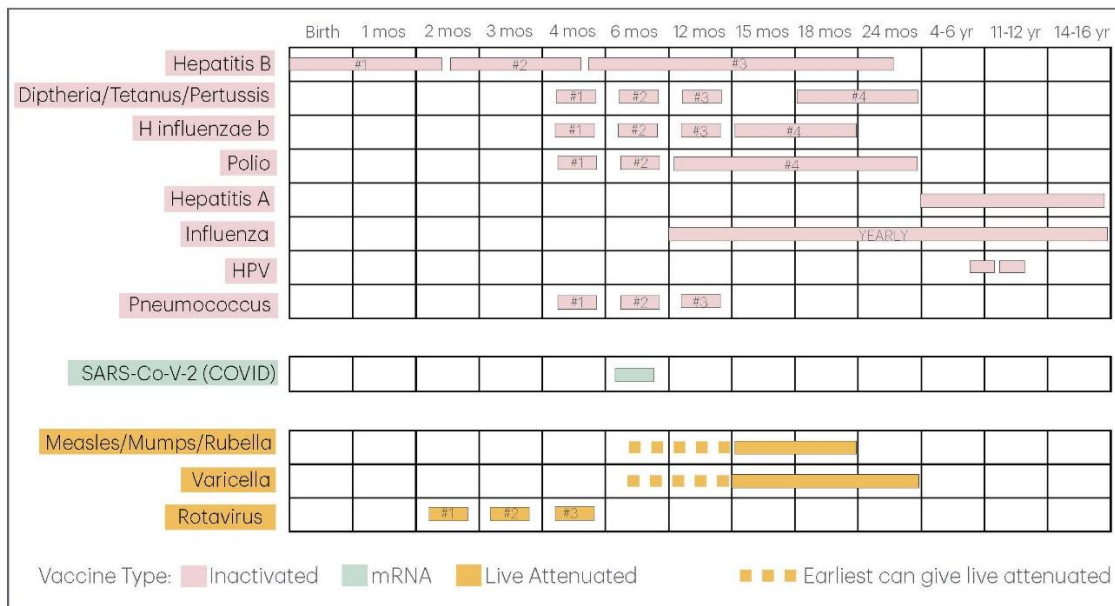 Birth 1 mos 2 mos 3 mos 4 mos 6 mos 12 mos 15 mos 18 mos 24 mos 4-6 yr 11-12 yr 14-16 yr
Hepatitis B #1 #2 #3
Diptheria/Tetanus/Pertussis #1 #2 #3 #4
H influenzae b #1 #2 #3 #4
Polio #1 #2 #4
Hepatitis A
Influenza YEARLY
HPV
Pneumococcus #1 #2 #3
SARS-Co-V-2 (COVID)
Measles/Mumps/Rubella
Varicella
Rotavirus #1 #2 #3
Vaccine Type: Inactivated mRNA Live Attenuated Earliest can give live attenuated